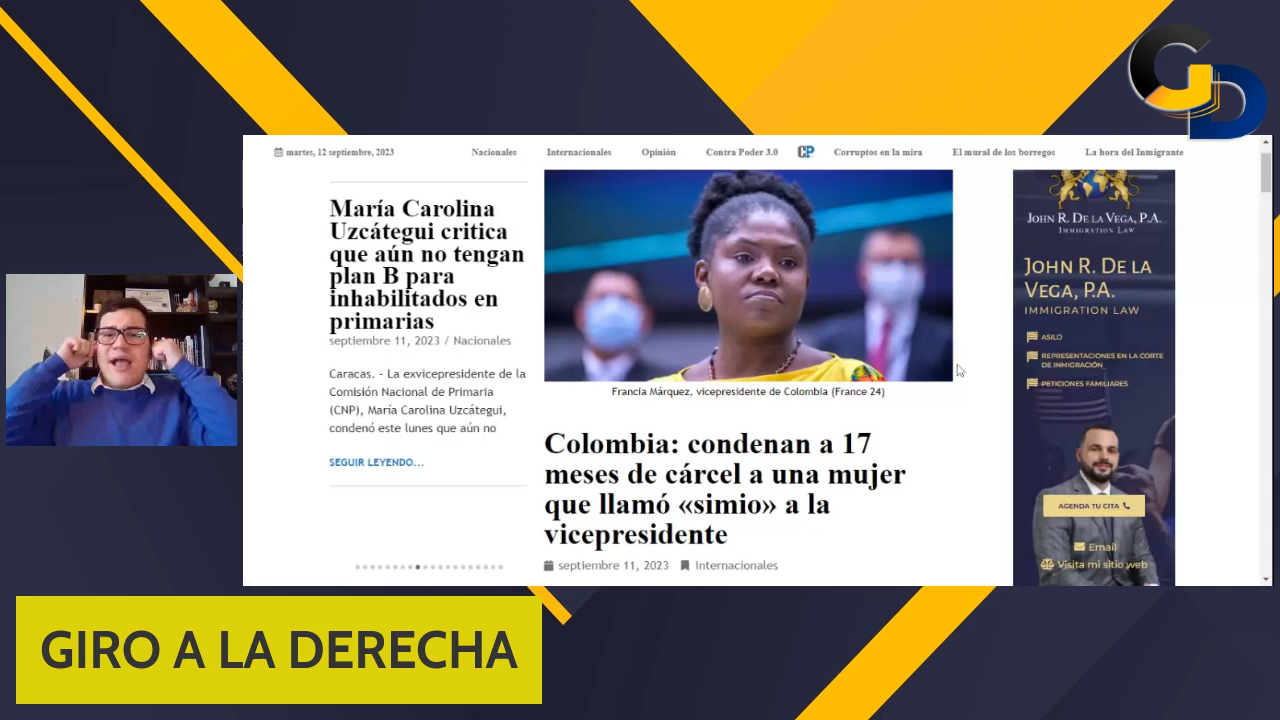 GD
martes, 12 septiembre, 2023
Nacionales
Internacionales
Opinión
Contra Poder 3.0
CP
Corruptos en la mira
El mural de los borregos
La hora del Inmigrante
María Carolina
Uzcátegui critica
que aún no tengan
plan B para
inhabilitados en
primarias
septiembre 11, 2023 / Nacionales
Caracas. - La exvicepresidente de la
Comisión Nacional de Primaria
(CNP), María Carolina Uzcátegui,
condenó este lunes que aún no
SEGUIR LEYENDO...
Francia Márquez, vicepresidente de Colombia (France 24)
Colombia: condenan a 17
meses de cárcel a una mujer
que llamó «simio» a la
vicepresidente
septiembre 11, 2023
Internacionales
JOHN R. DE LA VEGA, P.A.
IMMIGRATION LAW
JOHN R. DE LA
VEGA, P.A.
IMMIGRATION LAW
ASILO
REPRESENTACIONES EN LA CORTE
DE INMIGRACIÓN
PETICIONES FAMILIARES
AGENDA TU CITA
Email
Visita mi sitio web
GIRO A LA DERECHA